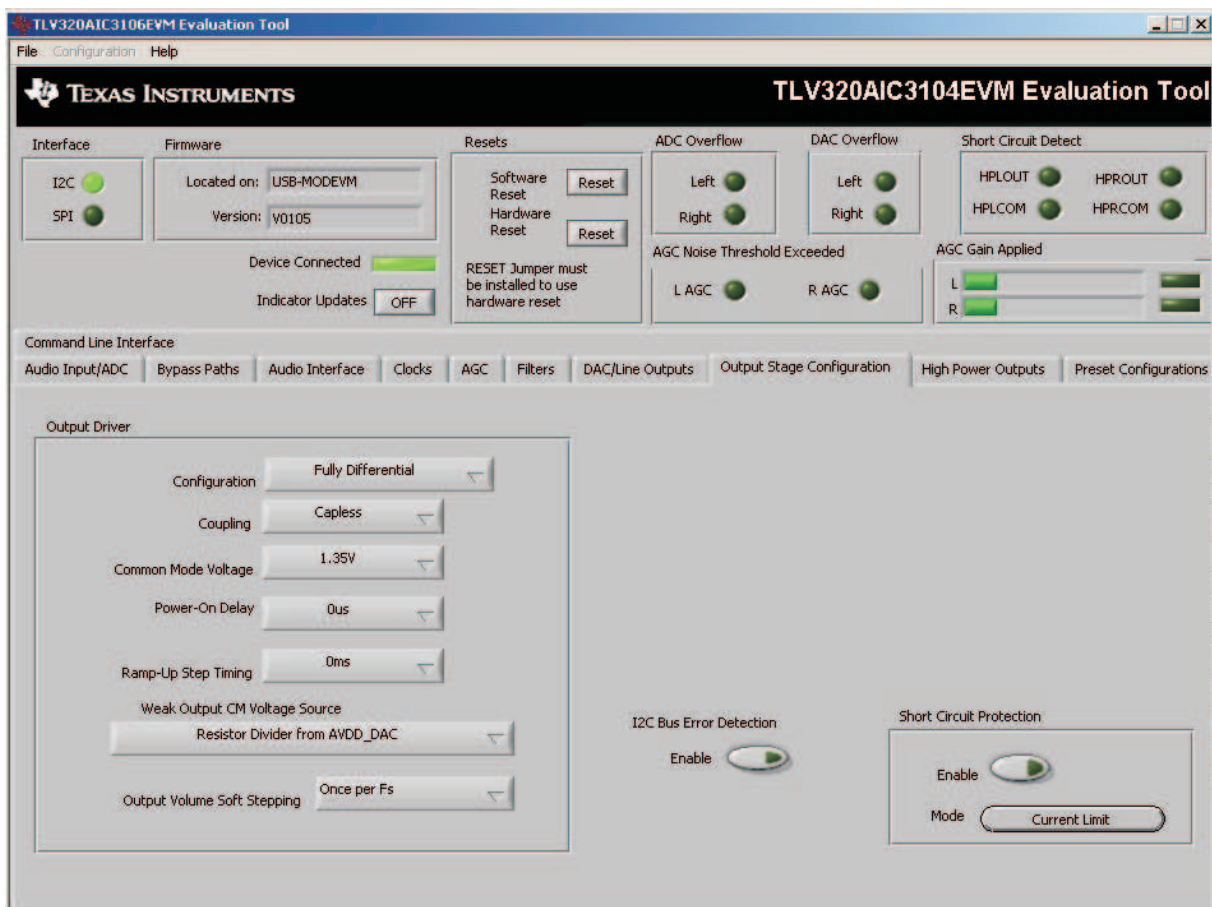 TLV320AIC3106EVM Evaluation Tool
File Configuration Help
TEXAS INSTRUMENTS
TLV320AIC3104EVM Evaluation Tool
Interface
I2C
SPI
Firmware
Located on: USB-MODEVM
Version: V0105
Device Connected
Indicator Updates OFF
Resets
Software Reset Reset
Hardware Reset Reset
RESET Jumper must
be installed to use
hardware reset
ADC Overflow
Left
Right
DAC Overflow
Left
Right
Short Circuit Detect
HPLOUT HPROUT
HPLCOM HPRCOM
AGC Noise Threshold Exceeded
L AGC R AGC
AGC Gain Applied
L
R
Command Line Interface
Audio Input/ADC Bypass Paths Audio Interface Clocks AGC Filters DAC/Line Outputs Output Stage Configuration High Power Outputs Preset Configurations
Output Driver
Configuration Fully Differential
Coupling Capless
Common Mode Voltage 1.35V
Power-On Delay 0us
Ramp-Up Step Timing 0ms
Weak Output CM Voltage Source
Resistor Divider from AVDD_DAC
Output Volume Soft Stepping Once per Fs
I2C Bus Error Detection
Enable
Short Circuit Protection
Enable
Mode Current Limit